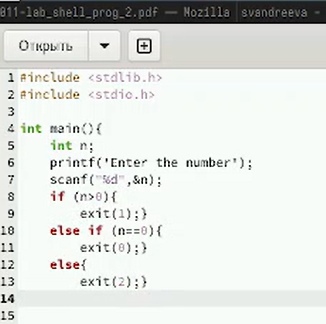 011-lab_shell_prog_2.pdf — Mozilla
svandreeva —
Открыть
1 #include <stdlib.h>
2 #include <stdio.h>
3
4 int main(){
5 int n;
6 printf('Enter the number');
7 scanf("%d",&n);
8 if (n>0){
9 exit(1);}
10 else if (n==0){
11 exit(0);}
12 else{
13 exit(2);}
14
15